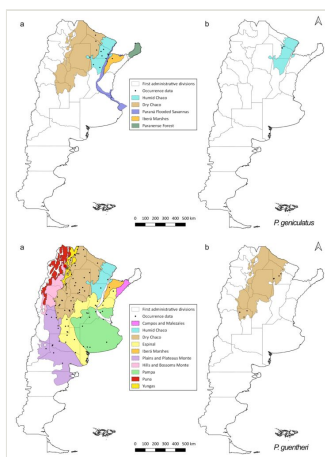 a
b
First administrative divisions
Occurrence data
Humid Chaco
Dry Chaco
Paraná Flooded Savannas
Iberá Marshes
Paranense Forest
0 100 200 300 400 500 km
P. geniculatus
a
b
First administrative divisions
Occurrence data
Campos and Malezales
Humid Chaco
Dry Chaco
Espinal
Iberá Marshes
Plains and Plateaus Monte
Hills and Bossons Monte
Pampa
Puna
Yungas
0 100 200 300 400 500 km
P. guentheri